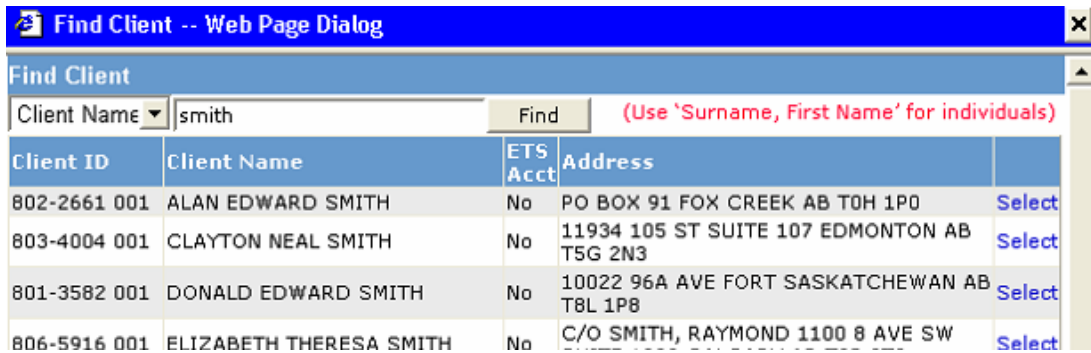 Find Client -- Web Page Dialog
Find Client
Client Name smith Find (Use 'Surname, First Name' for individuals)
Client ID Client Name ETS Acct Address
802-2661 001 ALAN EDWARD SMITH No PO BOX 91 FOX CREEK AB T0H 1P0 Select
803-4004 001 CLAYTON NEAL SMITH No 11934 105 ST SUITE 107 EDMONTON AB
T5G 2N3 Select
801-3582 001 DONALD EDWARD SMITH No 10022 96A AVE FORT SASKATCHEWAN AB
T8L 1P8 Select
806-5916 001 ELIZABETH THERESA SMITH No C/O SMITH, RAYMOND 1100 8 AVE SW
Select